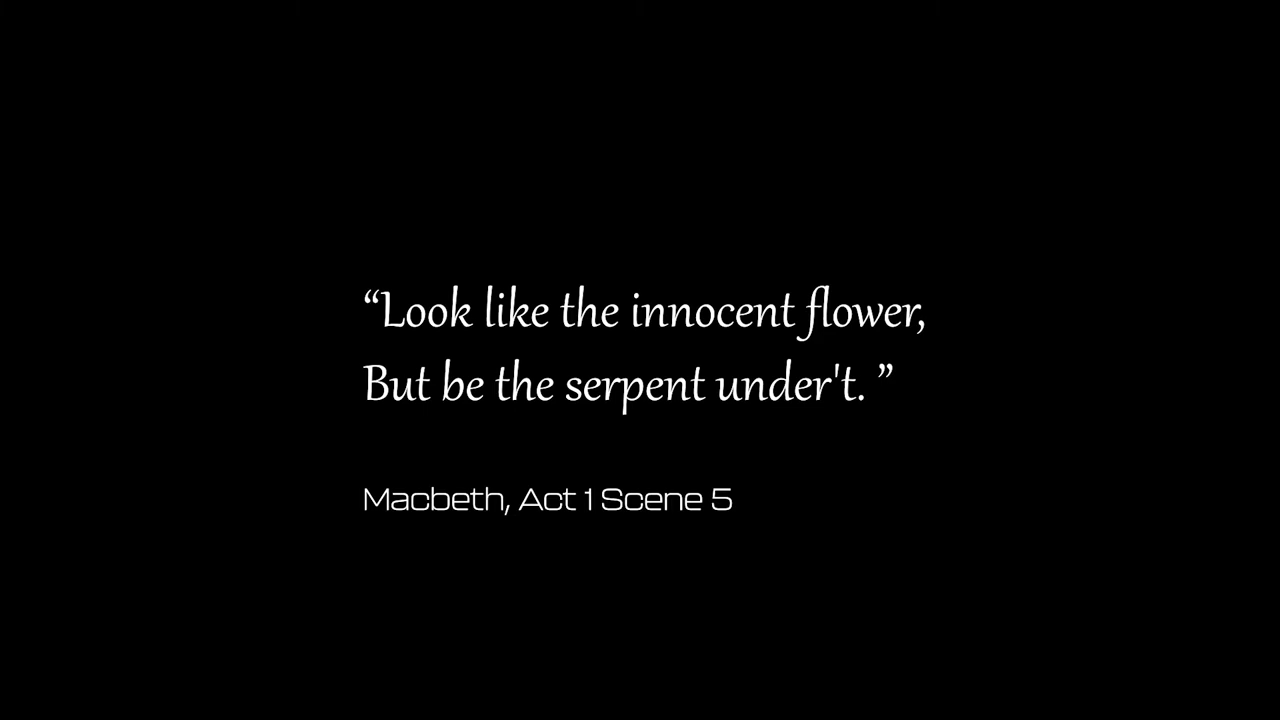 “Look like the innocent flower,
But be the serpent under't. ”
Macbeth, Act 1 Scene 5